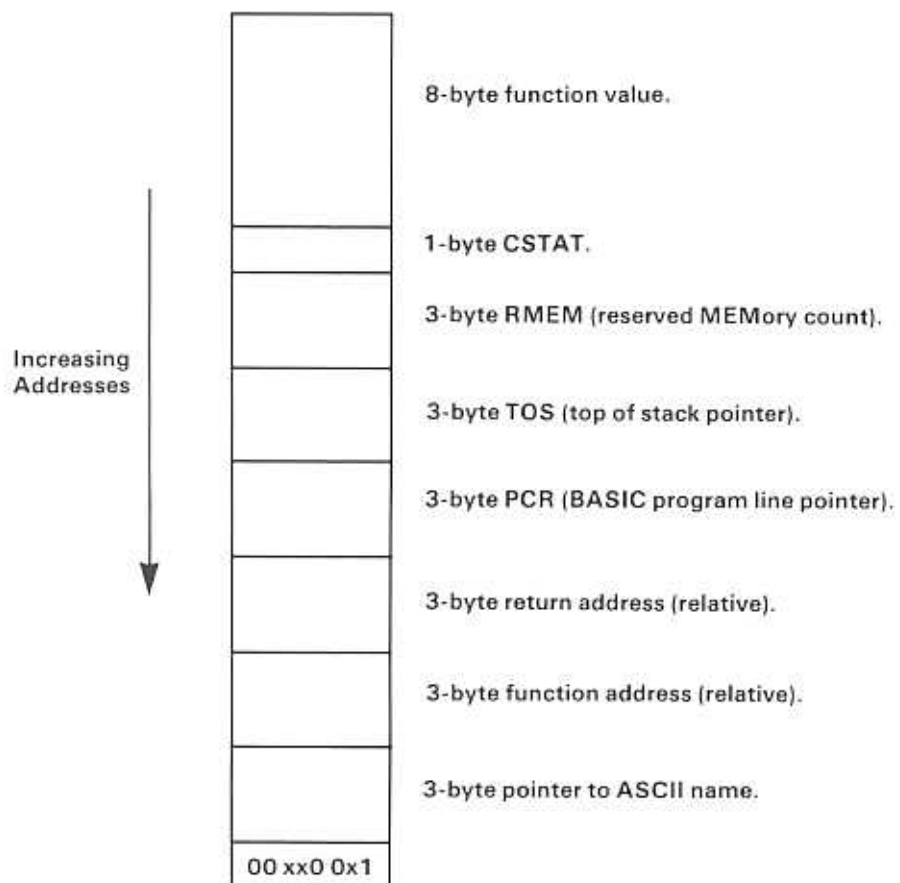 8-byte function value.
1-byte CSTAT.
3-byte RMEM (reserved MEMory count).
Increasing
Addresses
3-byte TOS (top of stack pointer).
3-byte PCR (BASIC program line pointer).
3-byte return address (relative).
3-byte function address (relative).
3-byte pointer to ASCII name.
00 xx0 0x1